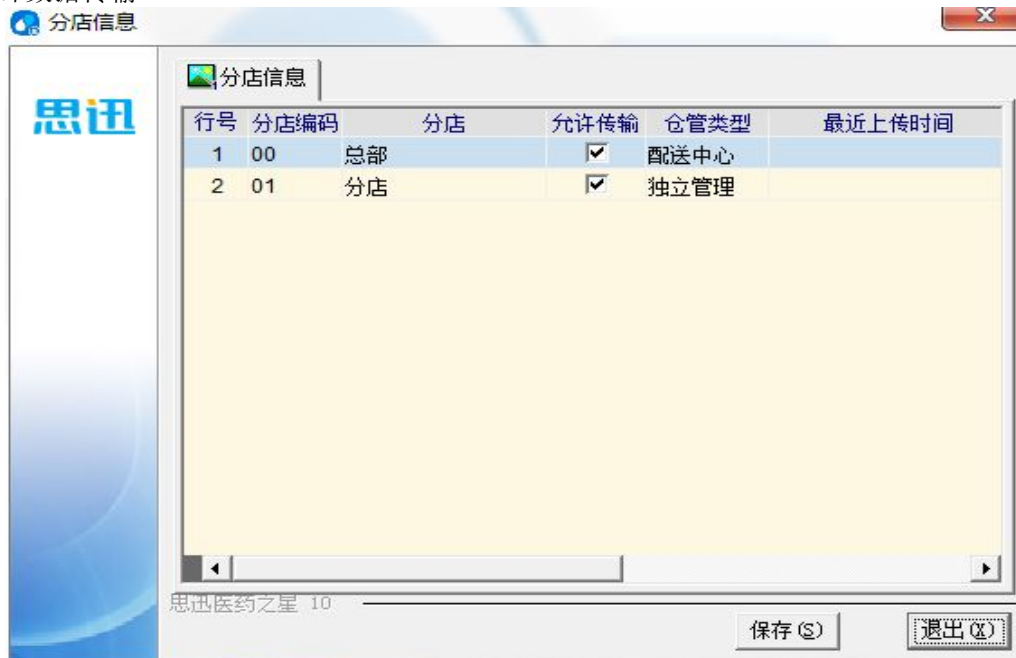 分店信息
思迅
分店信息
行号 分店编码 分店 允许传输 仓管类型 最近上传时间
1 00 总部 配送中心
2 01 分店 独立管理
思迅医药之星 10
保存(S) 退出(X)